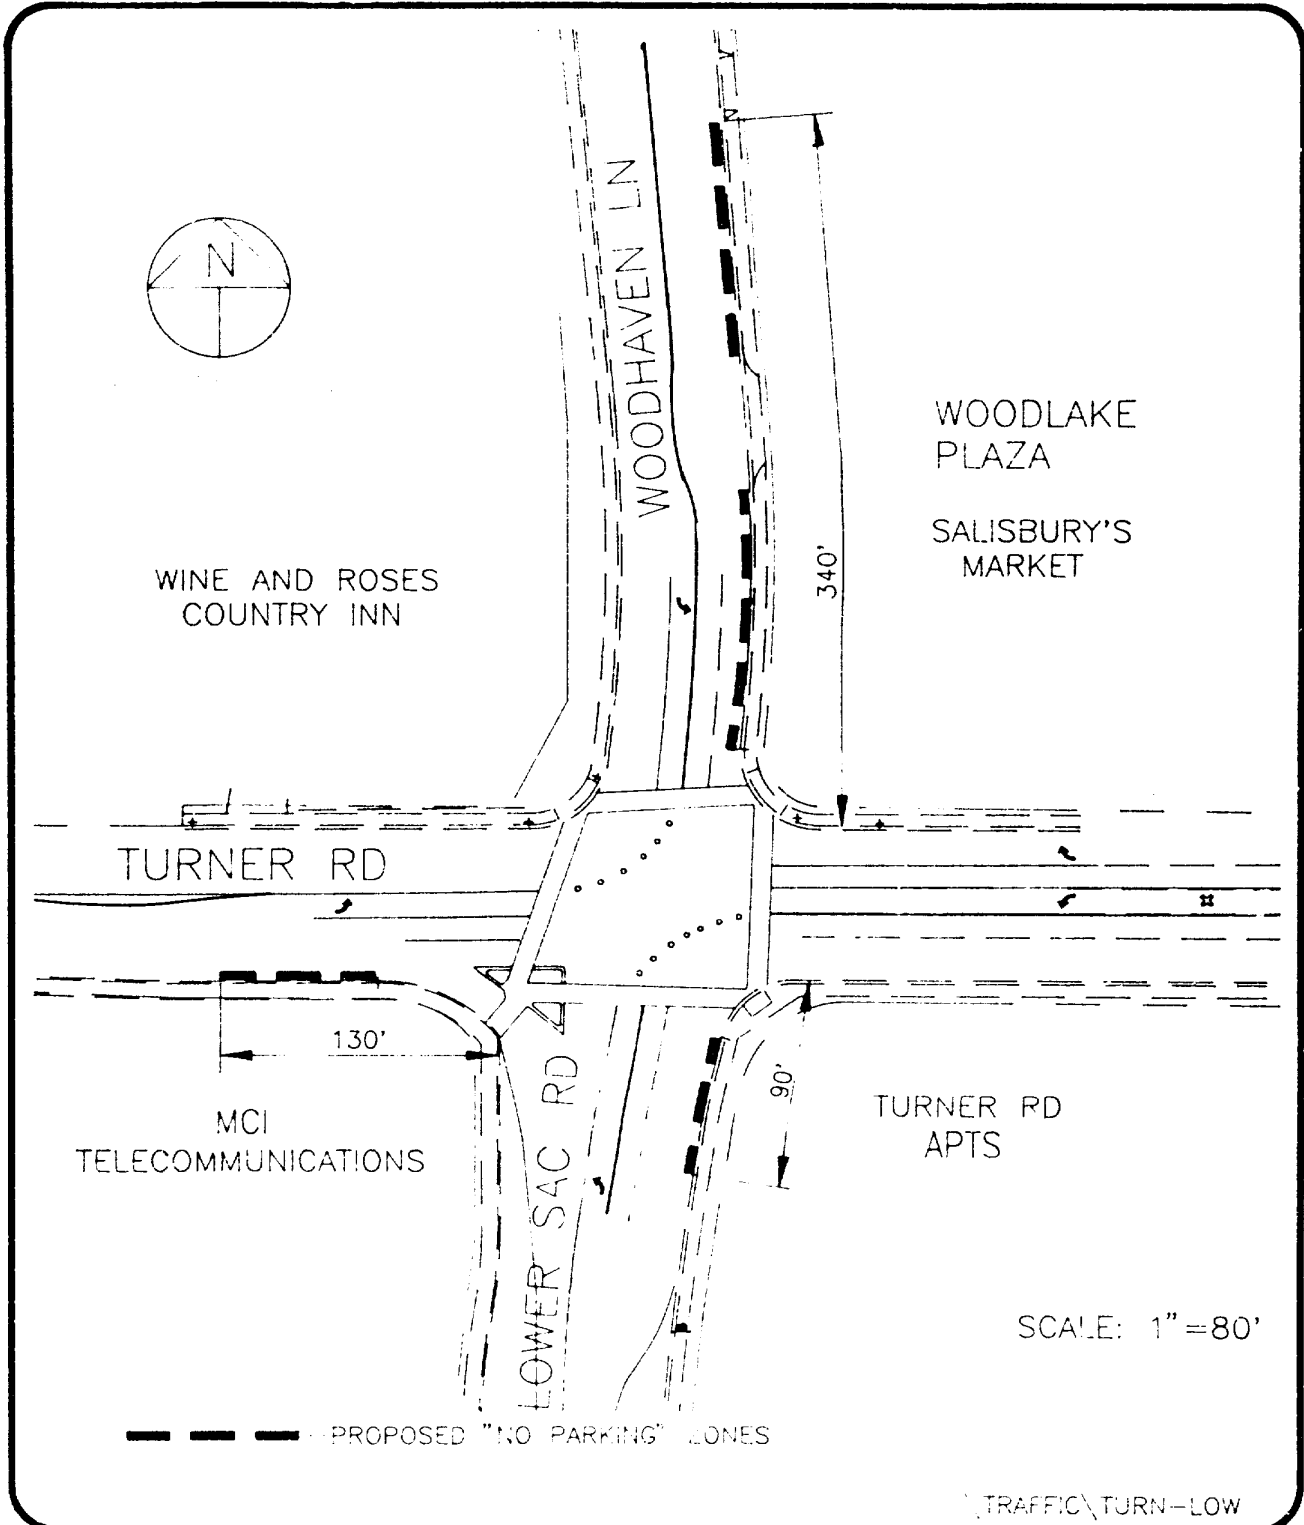 N
WOODHAVEN LN
WOODLAKE
PLAZA
SALISBURY'S
MARKET
340'
WINE AND ROSES
COUNTRY INN
TURNER RD
130'
MCI
TELECOMMUNICATIONS
LOWER SAC RD
90'
TURNER RD
APTS
SCALE: 1"=80'
PROPOSED "NO PARKING" ZONES
\TRAFFIC\TURN-LOW